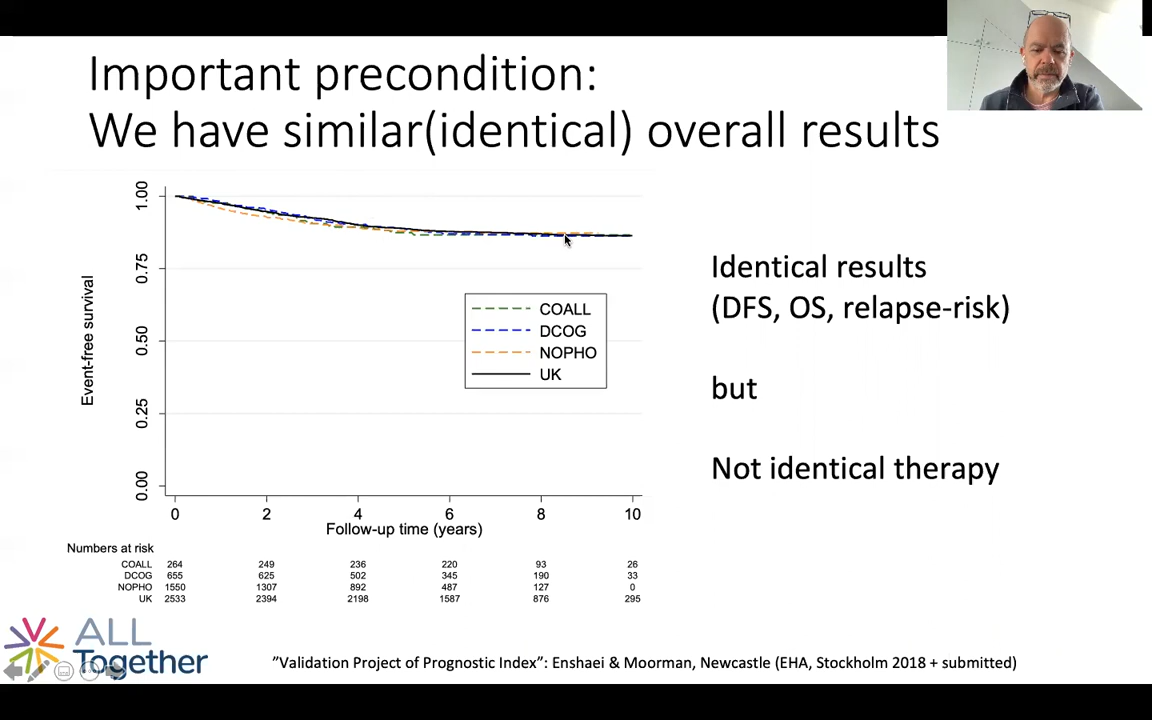 Important precondition:
We have similar(identical) overall results
Event-free survival
1.00
0.75
0.50
0.25
0.00
COALL
DCOG
NOPHO
UK
0 2 4 6 8 10
Follow-up time (years)
Numbers at risk
COALL 264 249 236 220 93 26
DCOG 655 625 502 345 190 33
NOPHO 1550 1307 892 487 127 0
UK 2533 2394 2198 1587 876 295
Identical results
(DFS, OS, relapse-risk)
but
Not identical therapy
ALL
Together
”Validation Project of Prognostic Index”: Enshaei & Moorman, Newcastle (EHA, Stockholm 2018 + submitted)